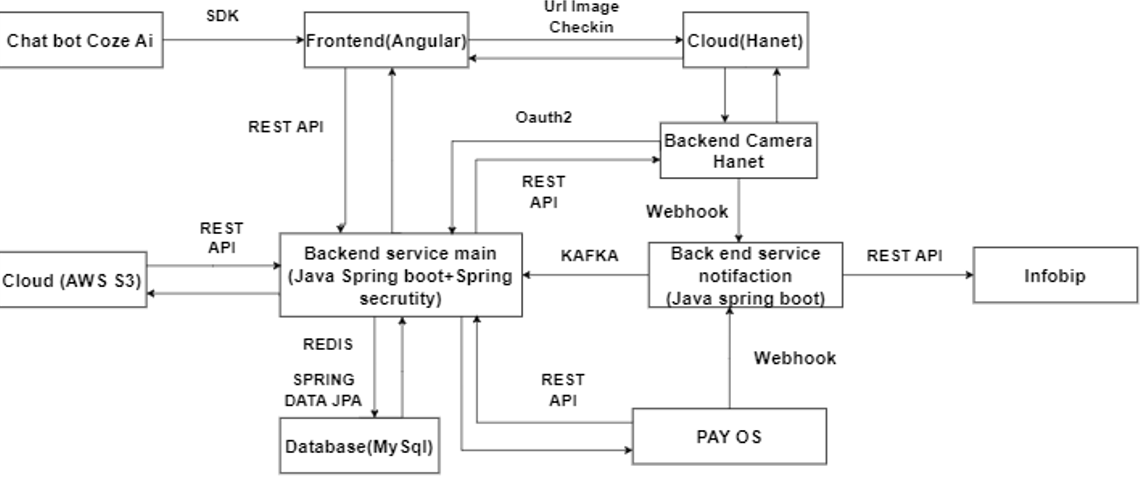 SDK
Url Image
Checkin
Chat bot Coze Ai
Frontend(Angular)
Cloud(Hanet)
REST API
Oauth2
Backend Camera
Hanet
REST
API
Webhook
REST
API
Backend service main
(Java Spring boot+Spring
secrutity)
KAFKA
Back end service
notifaction
(Java spring boot)
REST API
Infobip
Cloud (AWS S3)
REDIS
SPRING
DATA JPA
REST
API
Webhook
Database(My Sql)
PAY OS